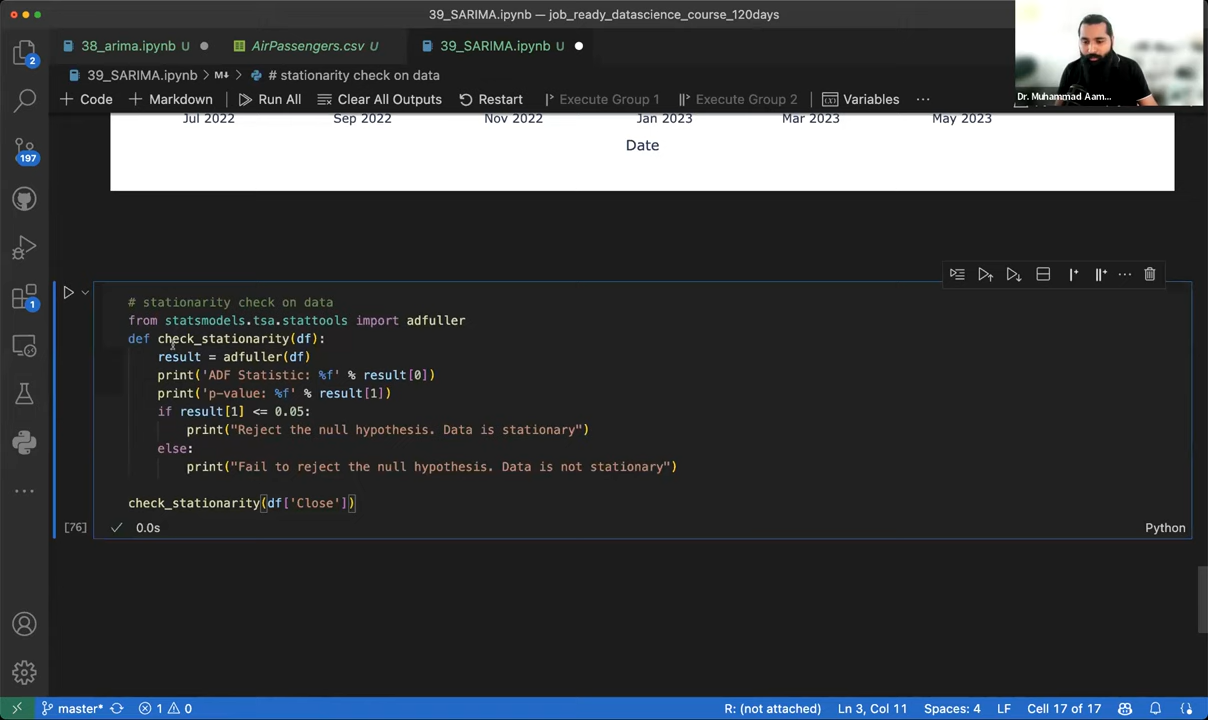 39_SARIMA.ipynb — job_ready_datascience_course_120days
38_arima.ipynb U
AirPassengers.csv U
39_SARIMA.ipynb U
39_SARIMA.ipynb > M↓ > # stationarity check on data
+ Code + Markdown Run All Clear All Outputs Restart Execute Group 1 Execute Group 2 Variables ...
Dr. Muhammad Aam...
2
197
1
Jul 2022 Sep 2022 Nov 2022 Jan 2023 Mar 2023 May 2023
Date
# stationarity check on data
from statsmodels.tsa.stattools import adfuller
def check_stationarity(df):
    result = adfuller(df)
    print('ADF Statistic: %f' % result[0])
    print('p-value: %f' % result[1])
    if result[1] <= 0.05:
        print("Reject the null hypothesis. Data is stationary")
    else:
        print("Fail to reject the null hypothesis. Data is not stationary")
check_stationarity(df['Close'])
[76] 0.0s Python
master* 1 0 R: (not attached) Ln 3, Col 11 Spaces: 4 LF Cell 17 of 17